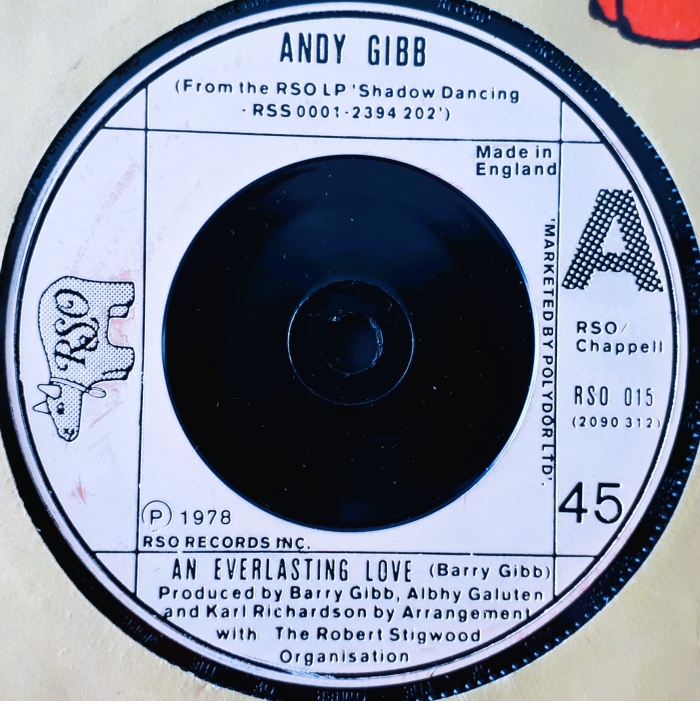 ANDY GIBB
(From the RSO LP 'Shadow Dancing
- RSS 0001 - 2394 202')
Made in
England
A
'MARKETED BY POLYDOR LTD'.
RSO
RSO/
Chappell
RSO 015
(2090 312)
45
Ⓟ 1978
RSO RECORDS INC.
AN EVERLASTING LOVE (Barry Gibb)
Produced by Barry Gibb, Albhy Galuten
and Karl Richardson by Arrangement
with The Robert Stigwood
Organisation